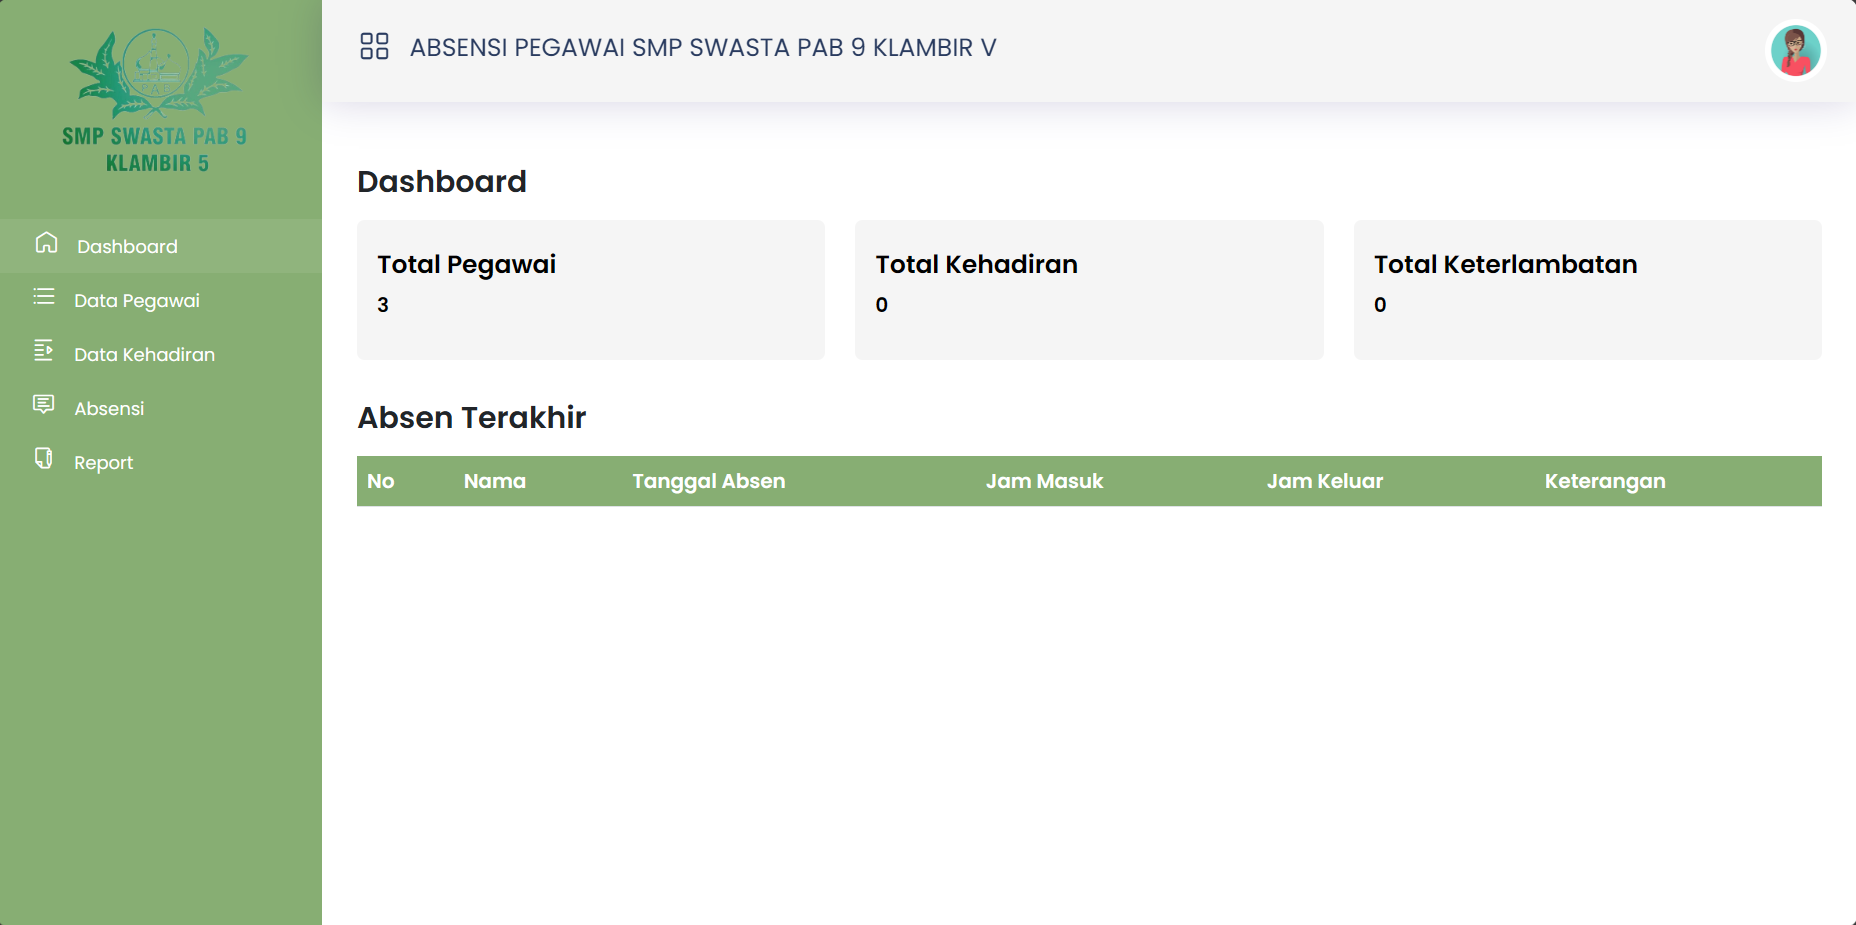 PAB
SMP SWASTA PAB 9
KLAMBIR 5
ABSENSI PEGAWAI SMP SWASTA PAB 9 KLAMBIR V
Dashboard
Data Pegawai
Data Kehadiran
Absensi
Report
Dashboard
Total Pegawai
3
Total Kehadiran
0
Total Keterlambatan
0
Absen Terakhir
No Nama Tanggal Absen Jam Masuk Jam Keluar Keterangan